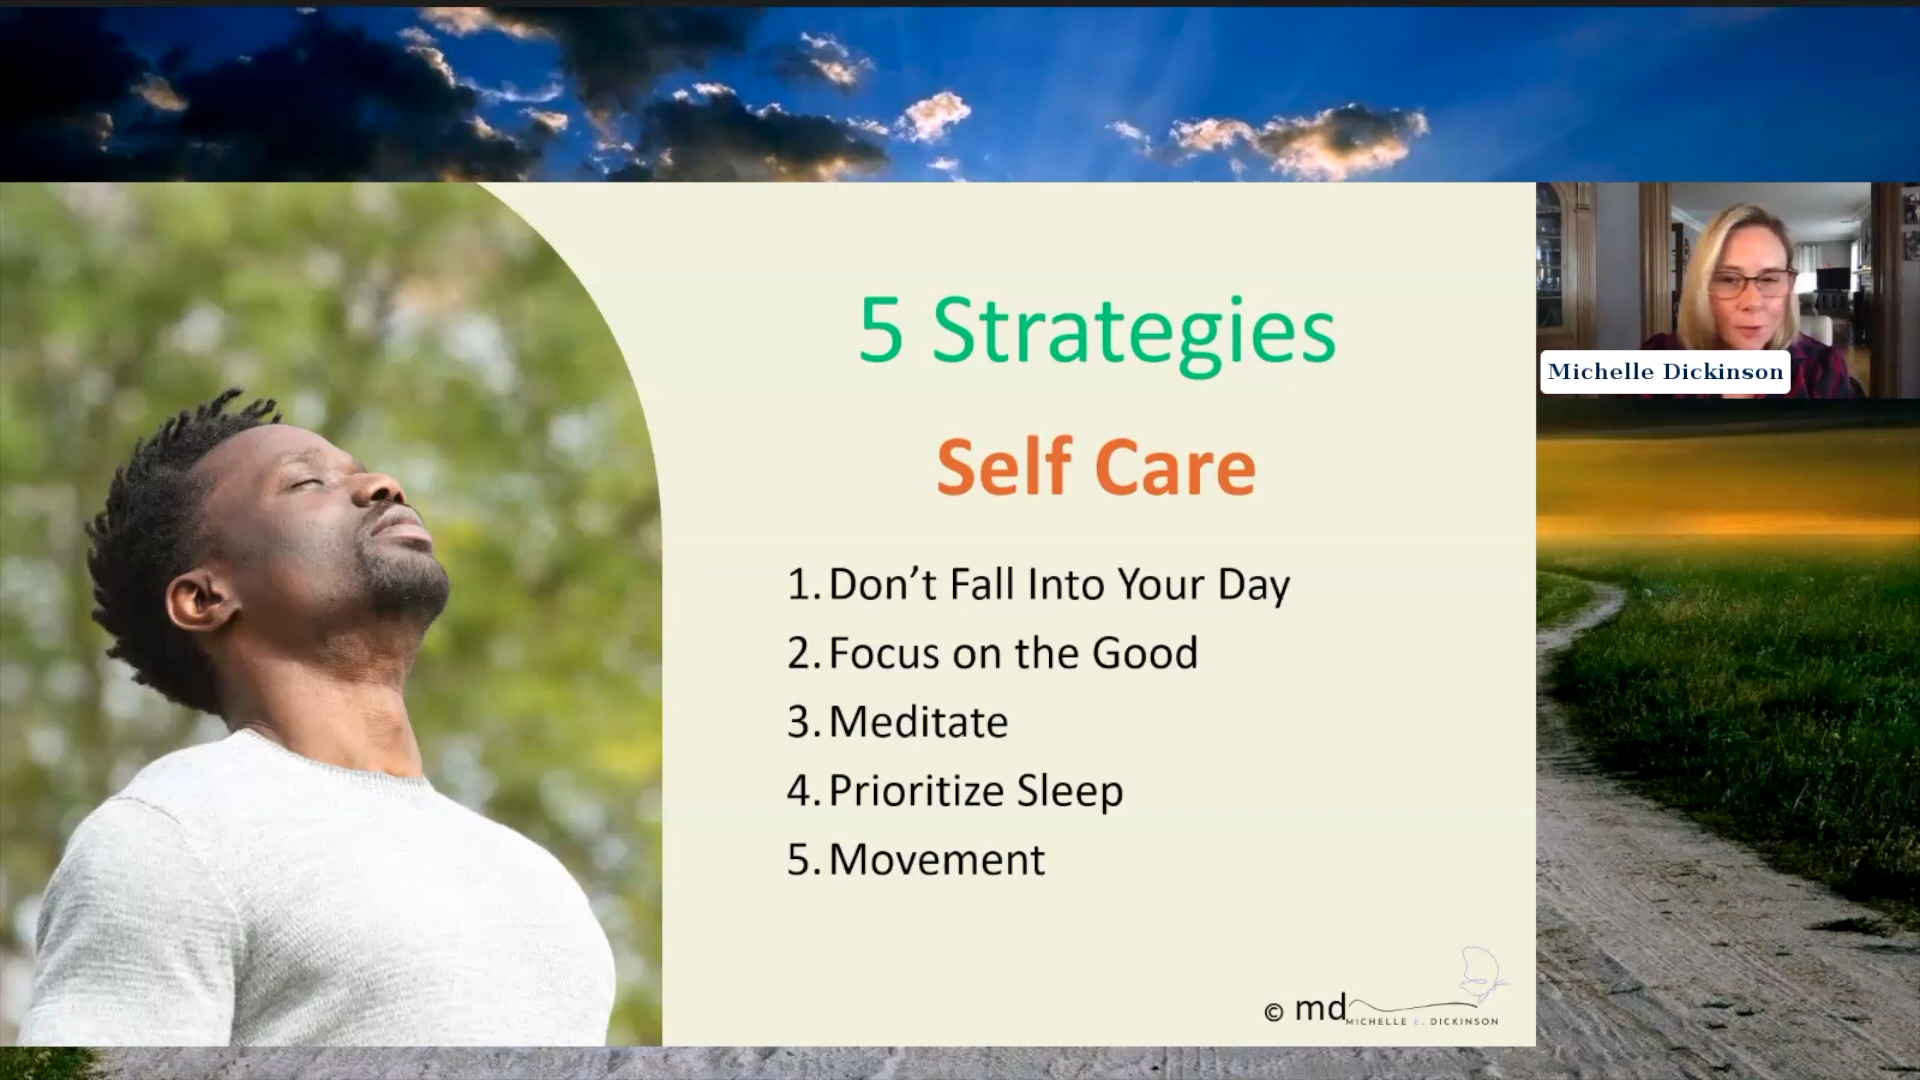 5 Strategies
Self Care
1. Don’t Fall Into Your Day
2. Focus on the Good
3. Meditate
4. Prioritize Sleep
5. Movement
© md
MICHELLE E. DICKINSON
Michelle Dickinson